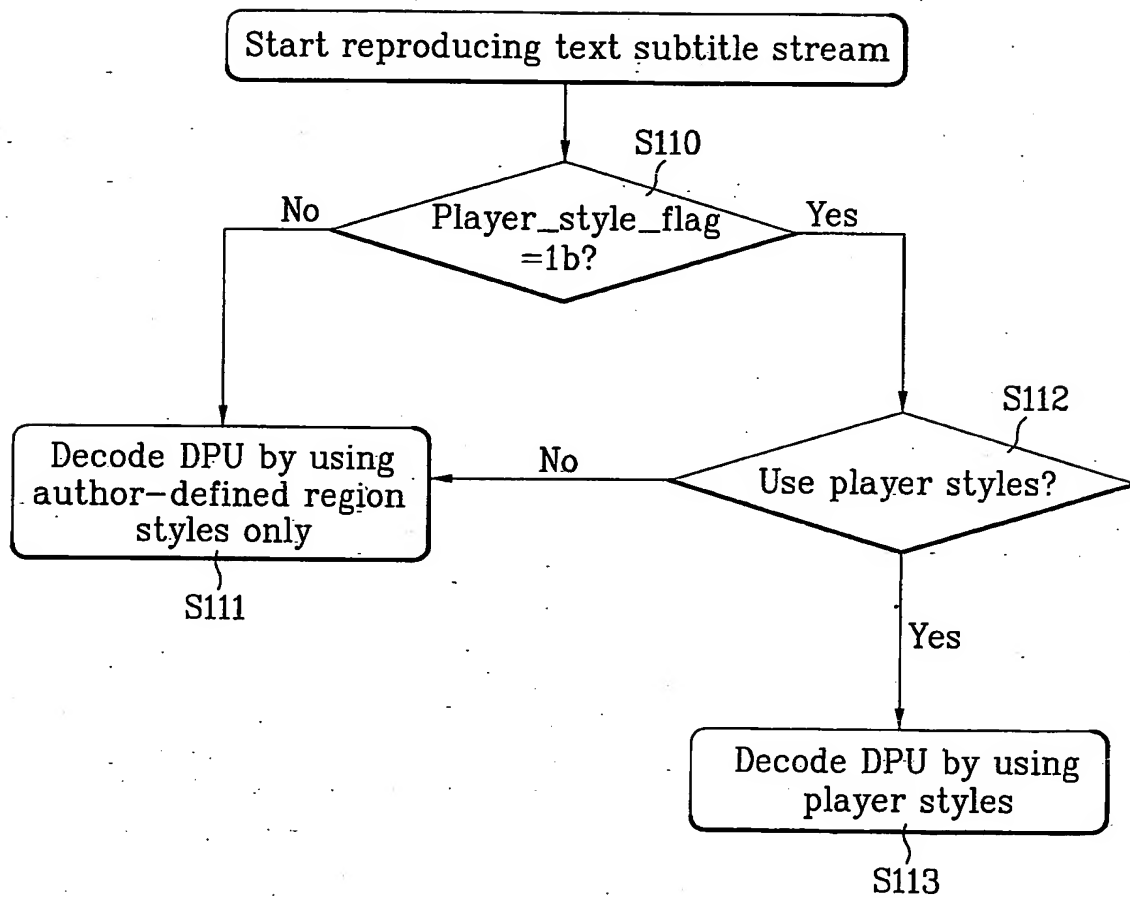 Start reproducing text subtitle stream
S110
No
Player_style_flag
=1b?
Yes
S112
Decode DPU by using
author-defined region
styles only
No
Use player styles?
S111
Yes
Decode DPU by using
player styles
S113